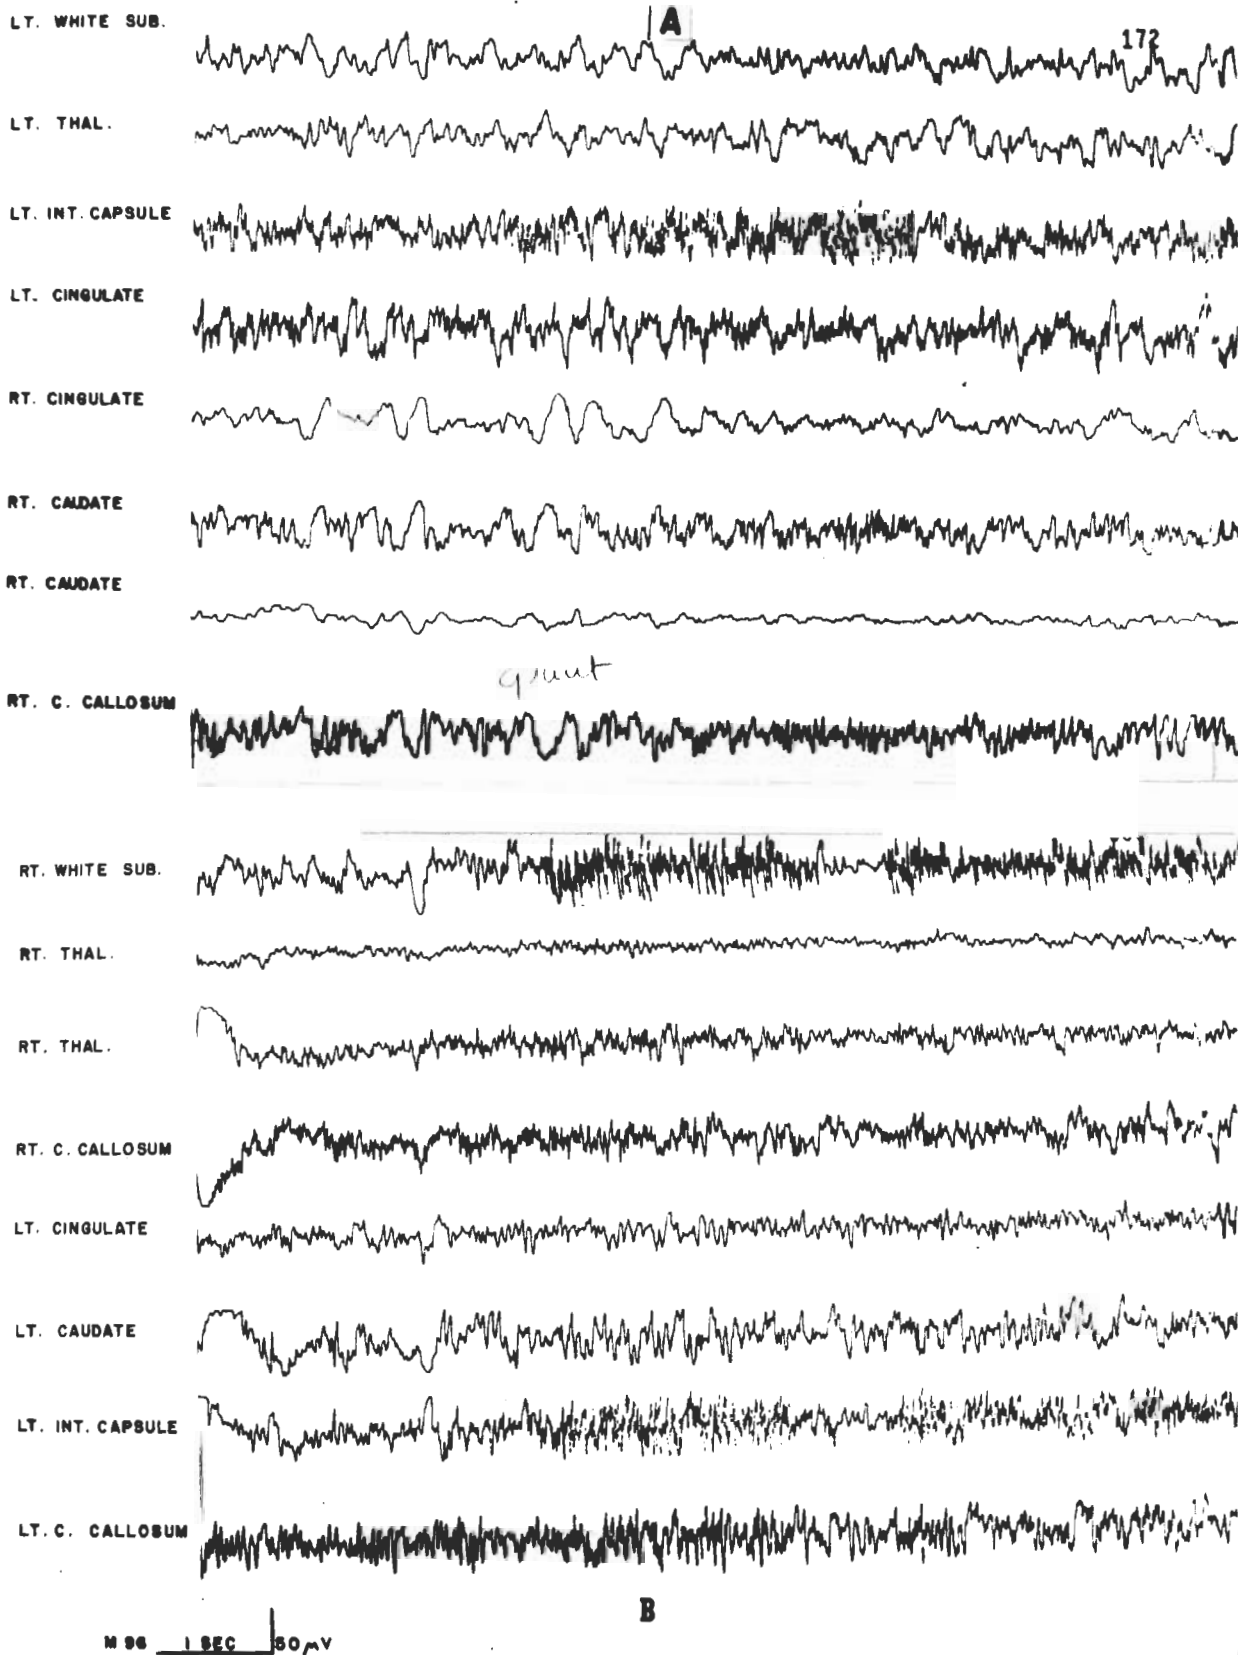 LT. WHITE SUB.
A
172
LT. THAL.
LT. INT. CAPSULE
LT. CINGULATE
RT. CINGULATE
RT. CAUDATE
RT. CAUDATE
grunt
RT. C. CALLOSUM
RT. WHITE SUB.
RT. THAL.
RT. THAL.
RT. C. CALLOSUM
LT. CINGULATE
LT. CAUDATE
LT. INT. CAPSULE
LT. C. CALLOSUM
B
M 96 1 SEC 50 μV